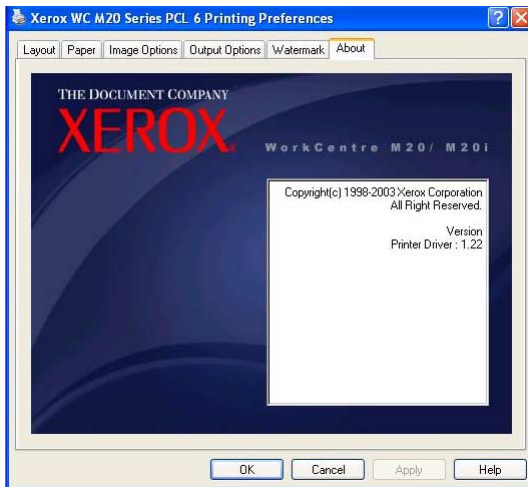 Xerox WC M20 Series PCL 6 Printing Preferences
Layout Paper Image Options Output Options Watermark About
THE DOCUMENT COMPANY
XEROX
WorkCentre M20/ M20i
Copyright(c) 1998-2003 Xerox Corporation
All Right Reserved.
Version
Printer Driver : 1.22
OK Cancel Apply Help